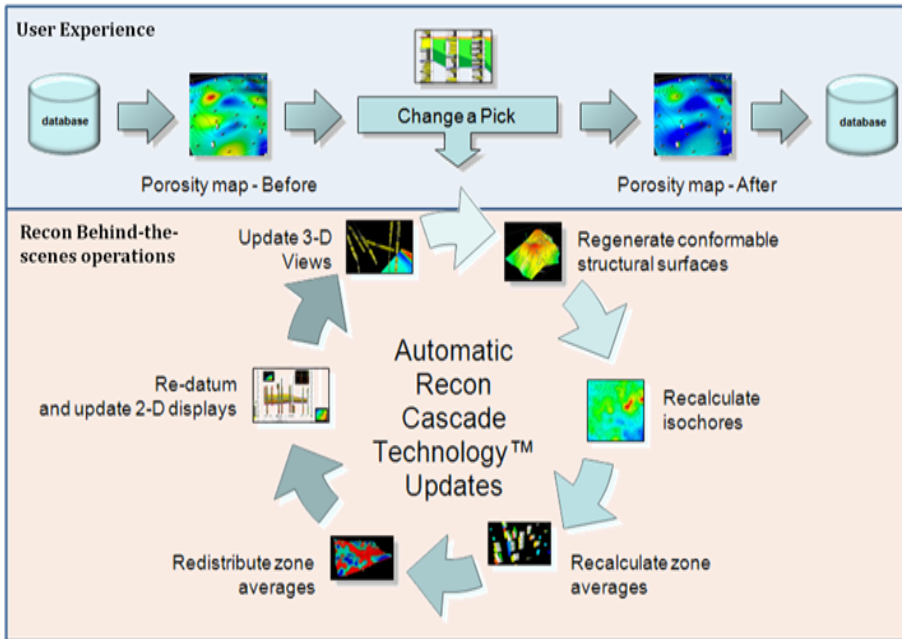 User Experience
database
Porosity map - Before
Change a Pick
Porosity map - After
database
Recon Behind-the-
scenes operations
Update 3-D
Views
Regenerate conformable
structural surfaces
Automatic
Recon
Cascade
Technology™
Updates
Re-datum
and update 2-D displays
Recalculate
isochores
Redistribute zone
averages
Recalculate zone
averages